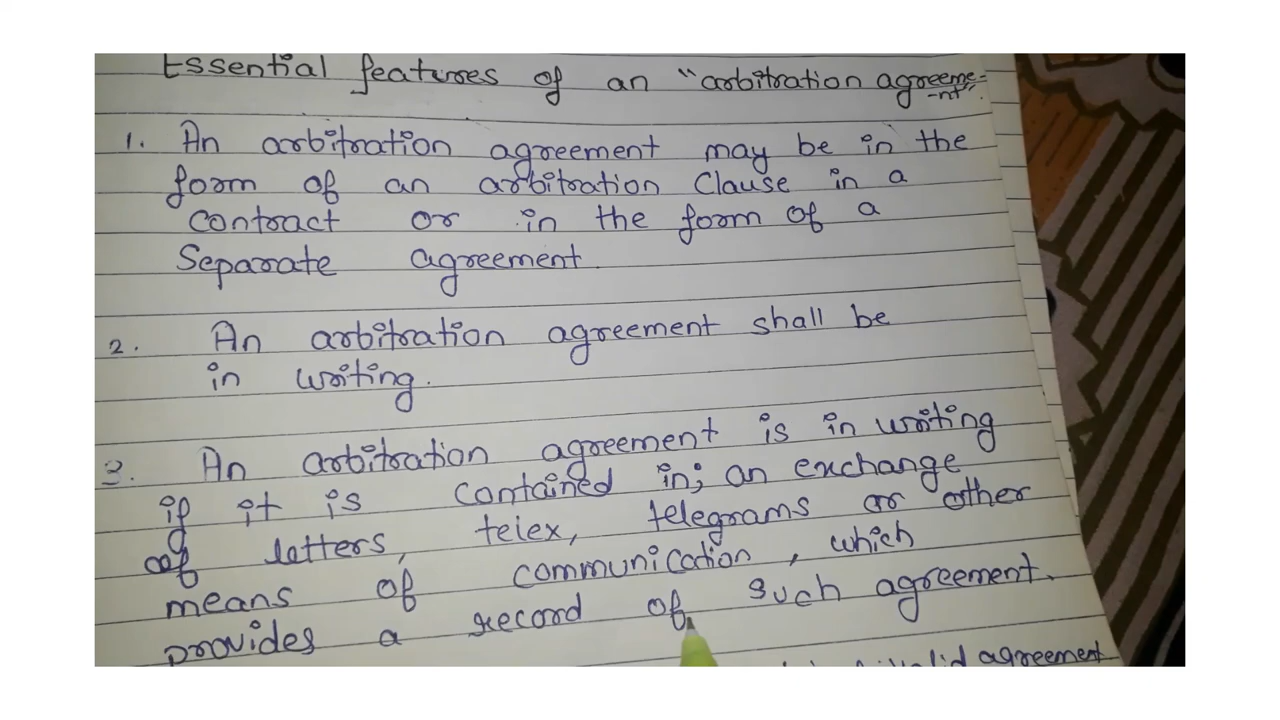 Essential features of an "arbitration agreeme-
-nt".
1. An arbitration agreement may be in the
form of an arbitration Clause in a
contract or in the form of a
Separate agreement
2. An arbitration agreement shall be
in writing.
3. An arbitration agreement is in writing
if it is contained in; an exchange
of letters, telex, telegrams or other
means of communication, which
provides a record of such agreement.
valid agreement